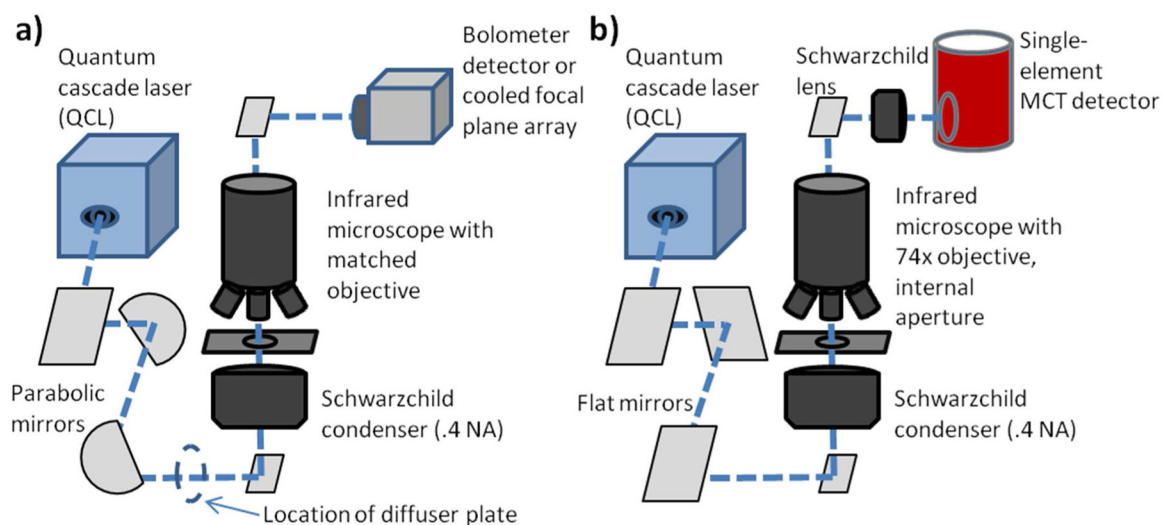 a)
Quantum
cascade laser
(QCL)
Bolometer
detector or
cooled focal
plane array
Infrared
microscope with
matched
objective
Parabolic
mirrors
Schwarzchild
condenser (.4 NA)
Location of diffuser plate
b)
Quantum
cascade laser
(QCL)
Schwarzchild
lens
Single-
element
MCT detector
Infrared
microscope with
74x objective,
internal
aperture
Flat mirrors
Schwarzchild
condenser (.4 NA)